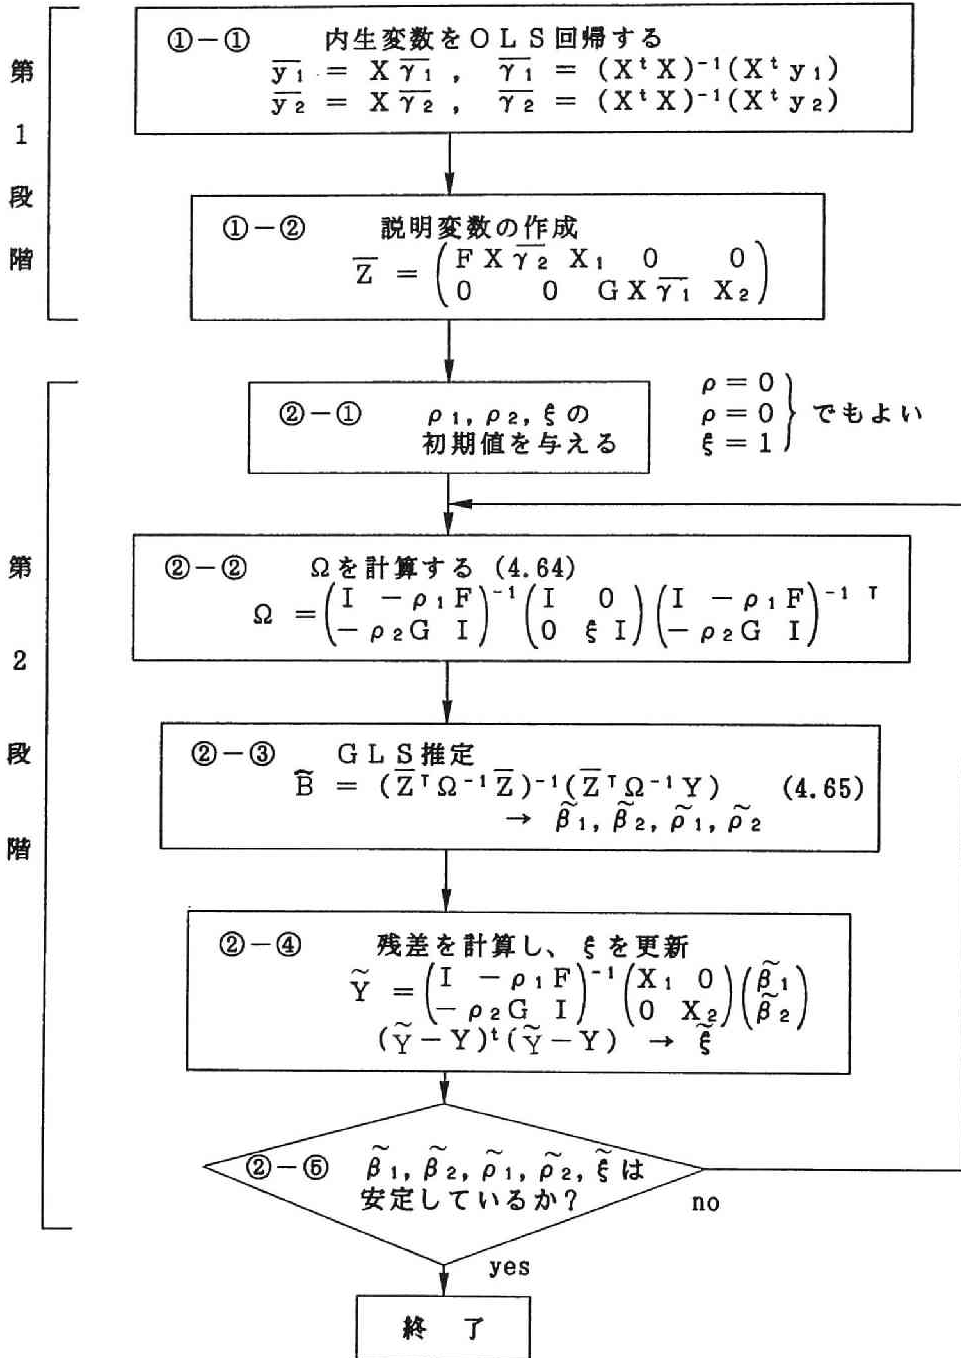 第1段階
①－① 内生変数をOLS回帰する
y̅₁ = X γ̅₁ , γ̅₁ = (XᵗX)⁻¹(Xᵗy₁)
y̅₂ = X γ̅₂ , γ̅₂ = (XᵗX)⁻¹(Xᵗy₂)
①－② 説明変数の作成
Z̅ = ( F X γ̅₂ X₁ 0 0
0 0 G X γ̅₁ X₂ )
第2段階
②－① ρ₁, ρ₂, ξの
初期値を与える
ρ = 0
ρ = 0 } でもよい
ξ = 1
②－② Ωを計算する (4.64)
Ω = ( I －ρ₁F )⁻¹ ( I 0 ) ( I －ρ₁F )⁻¹ ᵀ
( －ρ₂G I ) ( 0 ξI ) ( －ρ₂G I )
②－③ GLS推定
B̃ = (Z̅ᵀΩ⁻¹Z̅)⁻¹(Z̅ᵀΩ⁻¹Y) (4.65)
→ β̃₁, β̃₂, ρ̃₁, ρ̃₂
②－④ 残差を計算し、ξを更新
Ỹ = ( I －ρ₁F )⁻¹ ( X₁ 0 ) ( β̃₁ )
( －ρ₂G I ) ( 0 X₂ ) ( β̃₂ )
(Ỹ－Y)ᵗ(Ỹ－Y) → ξ̃
②－⑤ β̃₁, β̃₂, ρ̃₁, ρ̃₂, ξ̃は
安定しているか？
no
yes
終 了